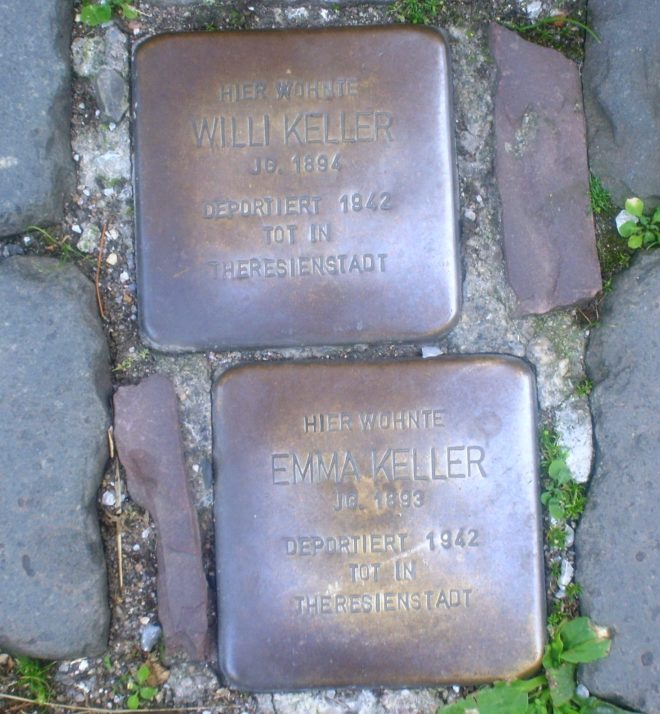 HIER WOHNTE
WILLI KELLER
JG. 1894
DEPORTIERT 1942
TOT IN
THERESIENSTADT
HIER WOHNTE
EMMA KELLER
JG. 1893
DEPORTIERT 1942
TOT IN
THERESIENSTADT